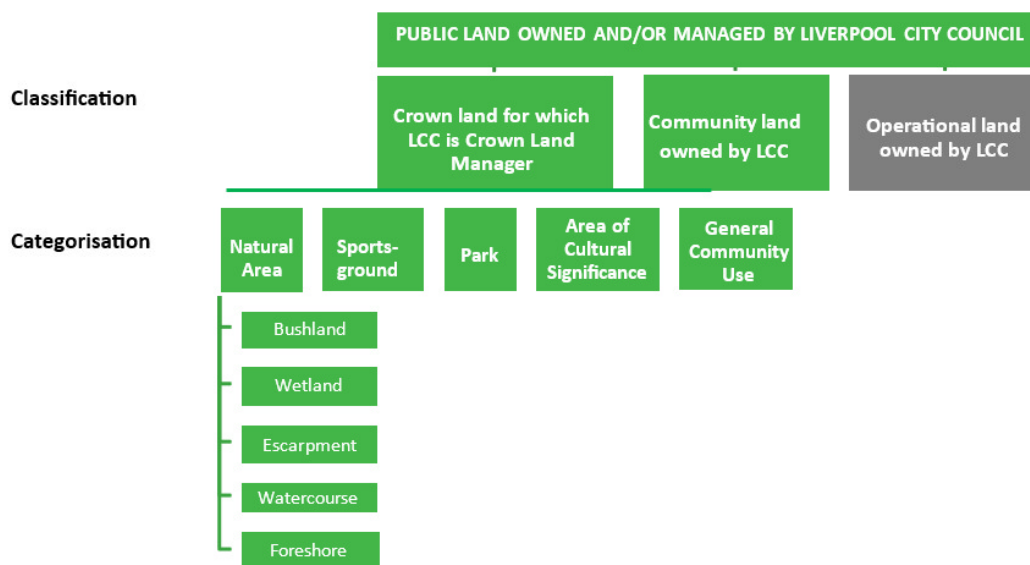 PUBLIC LAND OWNED AND/OR MANAGED BY LIVERPOOL CITY COUNCIL
Classification
Crown land for which
LCC is Crown Land
Manager
Community land
owned by LCC
Operational land
owned by LCC
Categorisation
Natural
Area
Sports-
ground
Park
Area of
Cultural
Significance
General
Community
Use
Bushland
Wetland
Escarpment
Watercourse
Foreshore